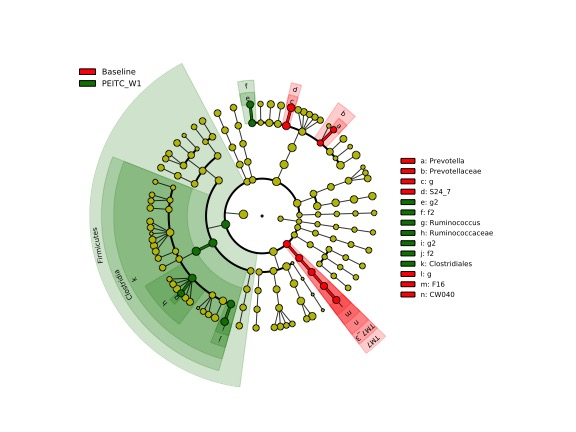 Baseline
PEITC_W1
f
e
d
c
b
a
a: Prevotella
b: Prevotellaceae
c: g
d: S24_7
e: g2
f: f2
g: Ruminococcus
h: Ruminococcaceae
i: g2
j: f2
k: Clostridiales
l: g
m: F16
n: CW040
Firmicutes
Clostridia
k
h
j
m
n
TM7_3
TM7